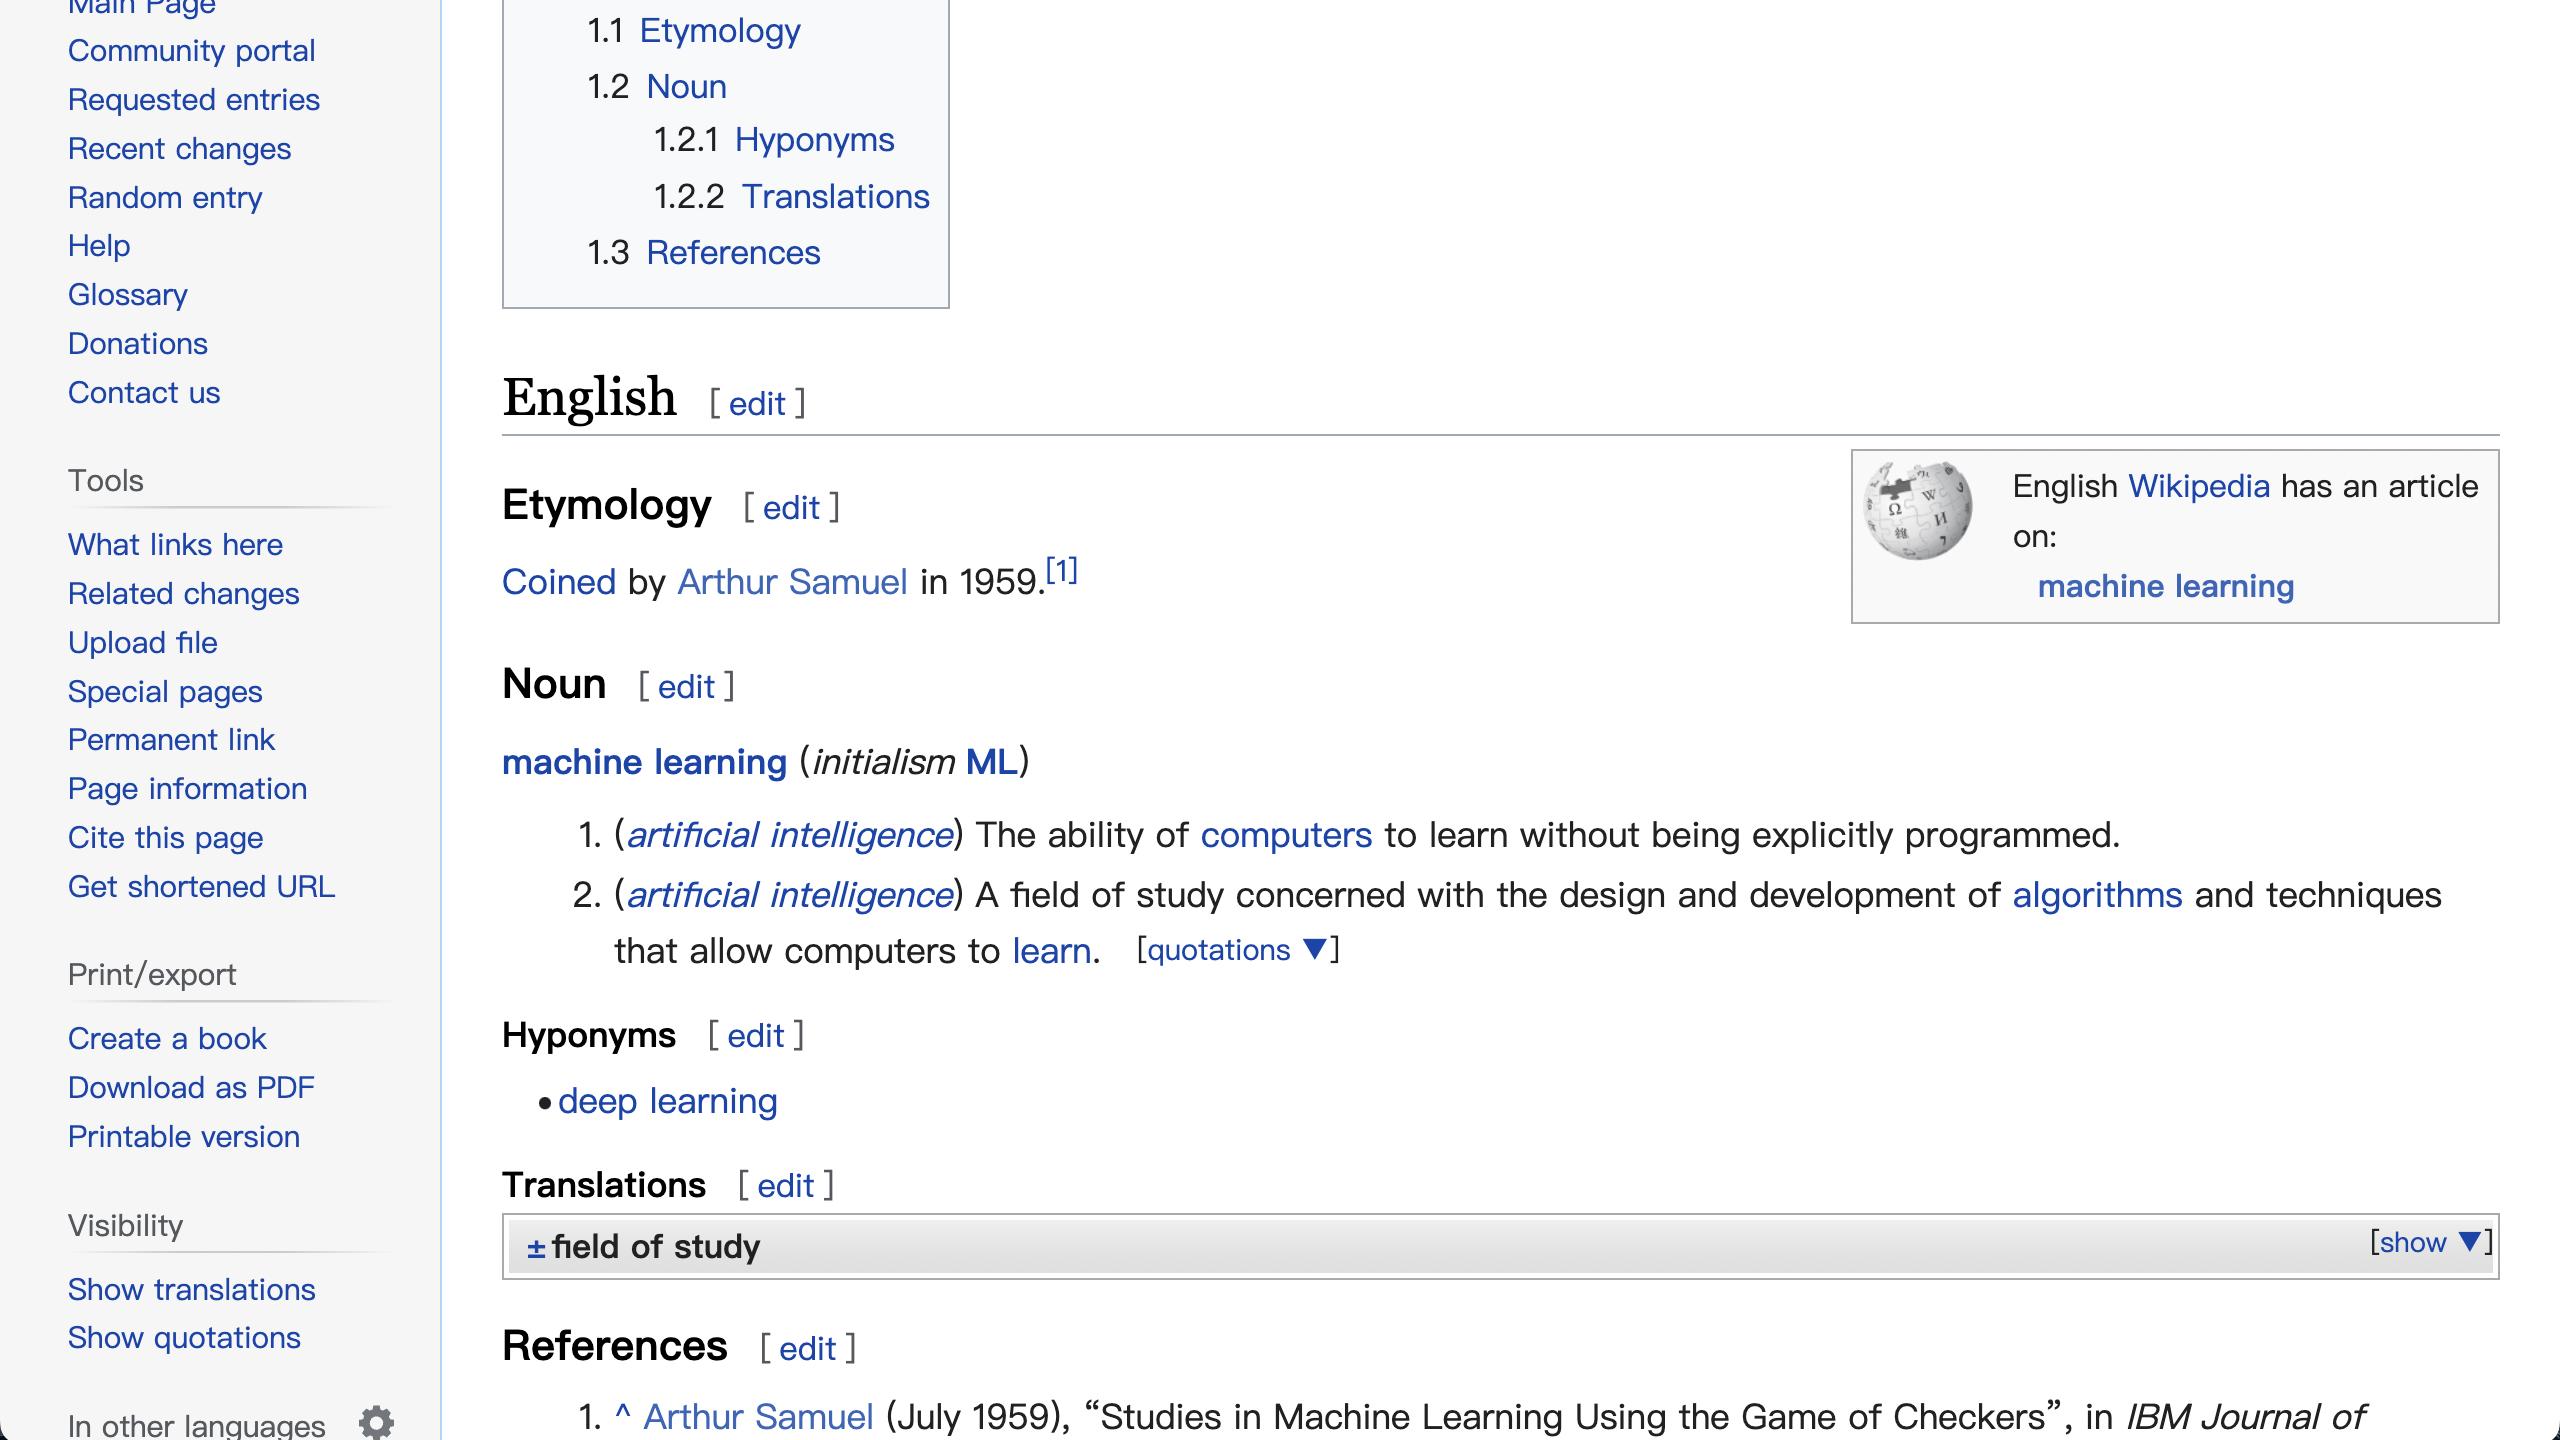 Main Page
Community portal
Requested entries
Recent changes
Random entry
Help
Glossary
Donations
Contact us
Tools
What links here
Related changes
Upload file
Special pages
Permanent link
Page information
Cite this page
Get shortened URL
Print/export
Create a book
Download as PDF
Printable version
Visibility
Show translations
Show quotations
In other languages
1.1 Etymology
1.2 Noun
1.2.1 Hyponyms
1.2.2 Translations
1.3 References
English [ edit ]
English Wikipedia has an article
on:
machine learning
Etymology [ edit ]
Coined by Arthur Samuel in 1959.[1]
Noun [ edit ]
machine learning (initialism ML)
1. (artificial intelligence) The ability of computers to learn without being explicitly programmed.
2. (artificial intelligence) A field of study concerned with the design and development of algorithms and techniques
that allow computers to learn. [quotations ▼]
Hyponyms [ edit ]
• deep learning
Translations [ edit ]
± field of study [show ▼]
References [ edit ]
1. ^ Arthur Samuel (July 1959), “Studies in Machine Learning Using the Game of Checkers”, in IBM Journal of